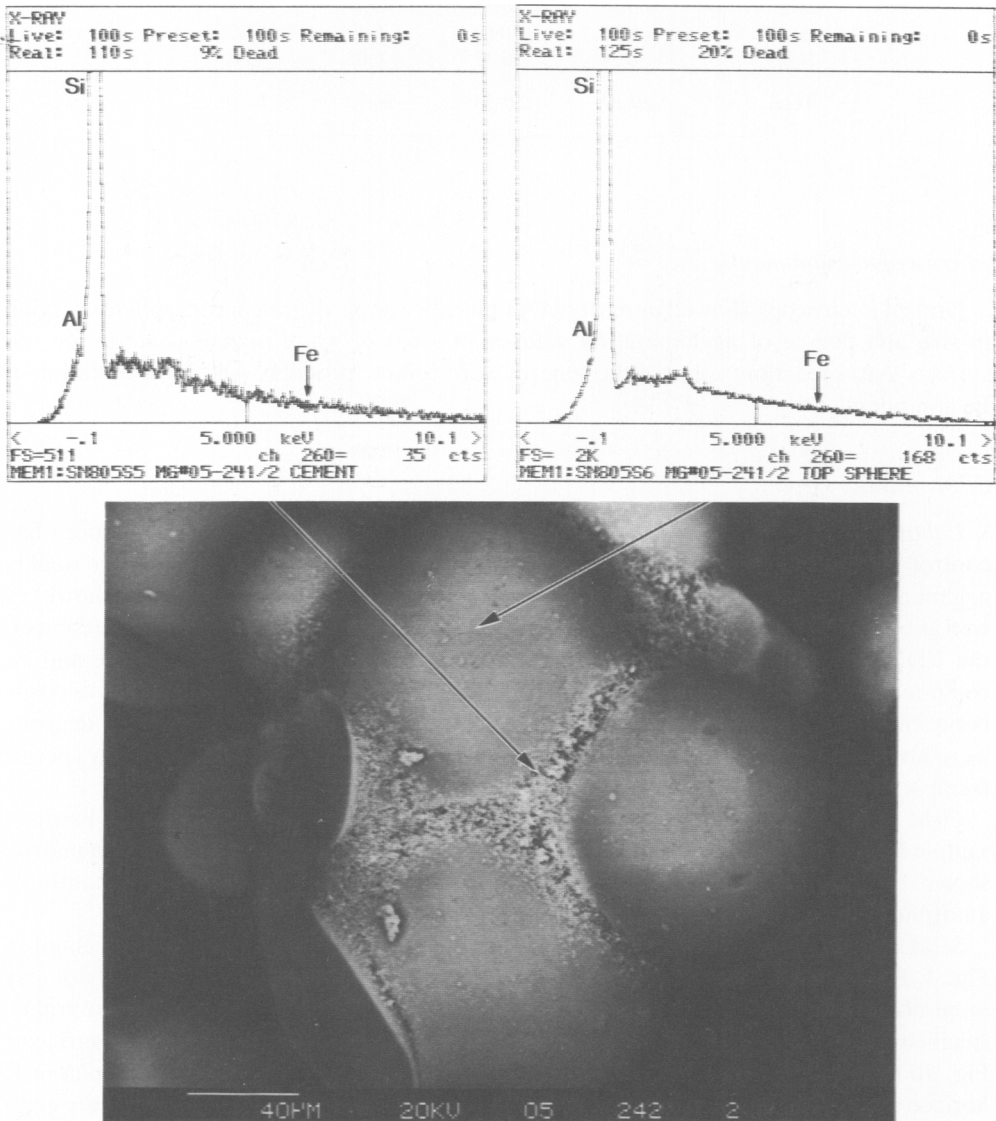 X-RAY
Live: 100s Preset: 100s Remaining: 0s
Real: 110s 9% Dead
Si
Al
Fe
< -.1 5.000 keV 10.1 >
FS=511 ch 260= 35 cts
MEM1:SN805S5 MG#05-241/2 CEMENT
X-RAY
Live: 100s Preset: 100s Remaining: 0s
Real: 125s 20% Dead
Si
Al
Fe
< -.1 5.000 keV 10.1 >
FS= 2K ch 260= 168 cts
MEM1:SN805S6 MG#05-241/2 TOP SPHERE
40µM 20KV 05 242 2